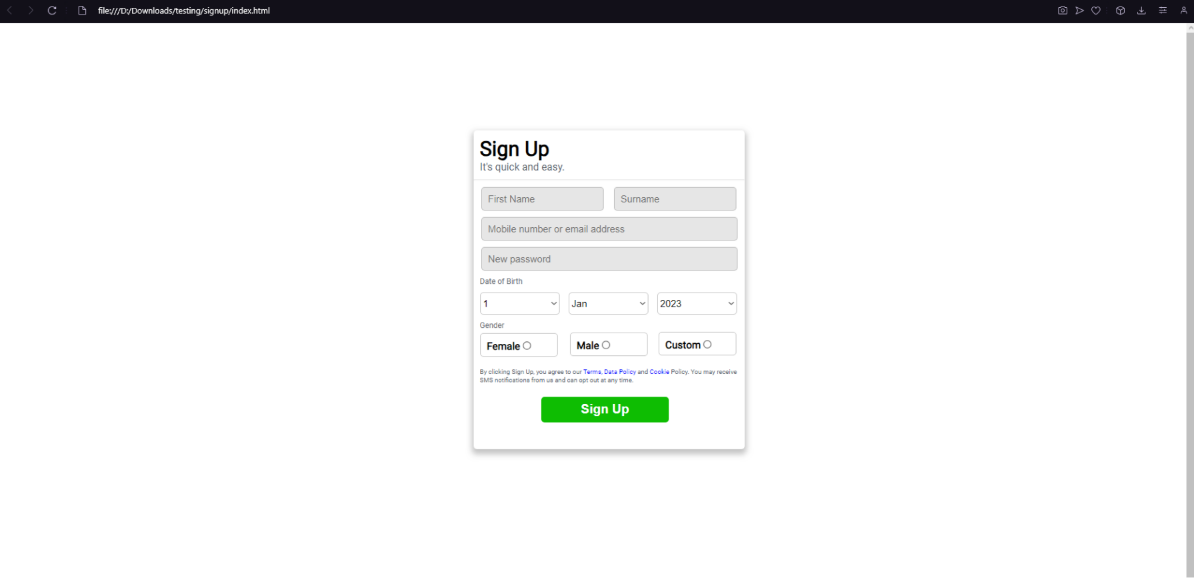 file:///D:/Downloads/testing/signup/index.html
Sign Up
It's quick and easy.
First Name Surname
Mobile number or email address
New password
Date of Birth
1 Jan 2023
Gender
Female Male Custom
By clicking Sign Up, you agree to our Terms, Data Policy and Cookie Policy. You may receive
SMS notifications from us and can opt out at any time.
Sign Up